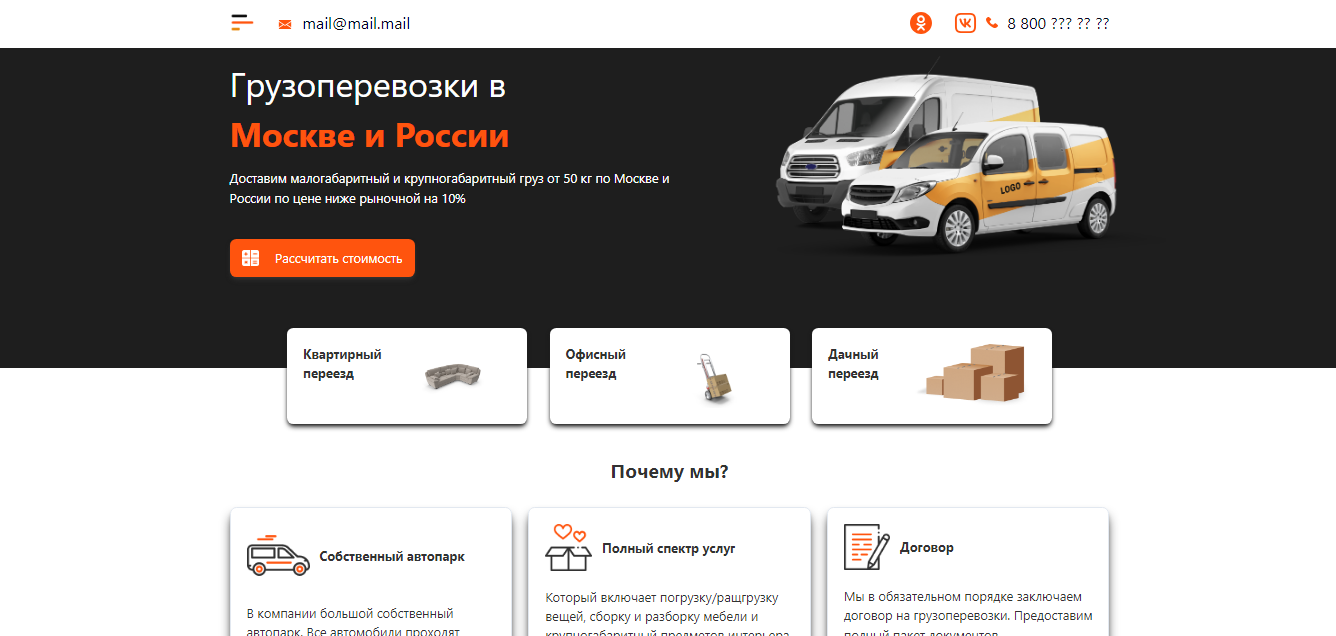 mail@mail.mail
8 800 ??? ?? ??
Грузоперевозки в
Москве и России
Доставим малогабаритный и крупногабаритный груз от 50 кг по Москве и
России по цене ниже рыночной на 10%
LOGO
Рассчитать стоимость
Квартирный
переезд
Офисный
переезд
Дачный
переезд
Почему мы?
Собственный автопарк
В компании большой собственный
автопарк. Все автомобили проходят
Полный спектр услуг
Который включает погрузку/ращгрузку
вещей, сборку и разборку мебели и
крупногабаритный предметов интерьера
Договор
Мы в обязательном порядке заключаем
договор на грузоперевозки. Предоставим
полный пакет документов